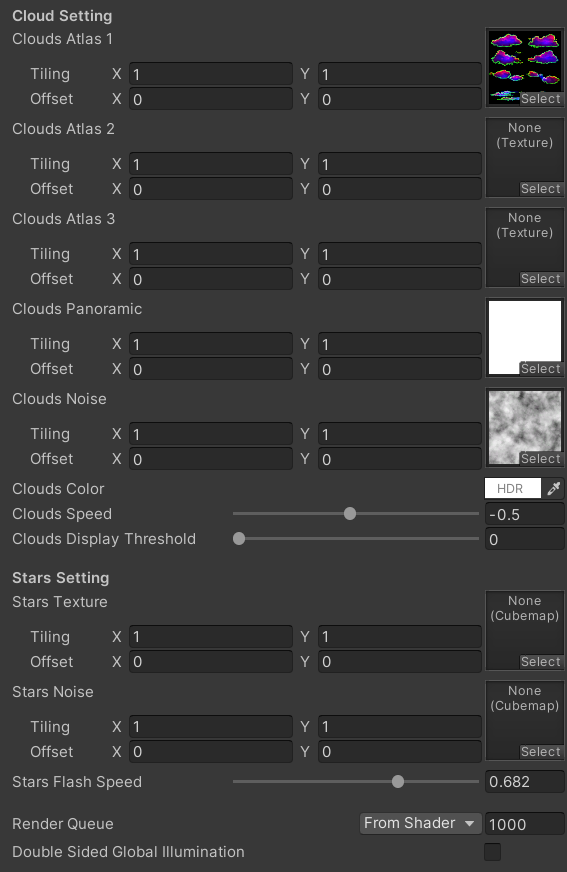 Cloud Setting
Clouds Atlas 1
Tiling X 1 Y 1
Offset X 0 Y 0
Select
Clouds Atlas 2
None
(Texture)
Tiling X 1 Y 1
Offset X 0 Y 0
Select
Clouds Atlas 3
None
(Texture)
Tiling X 1 Y 1
Offset X 0 Y 0
Select
Clouds Panoramic
Tiling X 1 Y 1
Offset X 0 Y 0
Select
Clouds Noise
Tiling X 1 Y 1
Offset X 0 Y 0
Select
Clouds Color HDR
Clouds Speed -0.5
Clouds Display Threshold 0
Stars Setting
Stars Texture
None
(Cubemap)
Tiling X 1 Y 1
Offset X 0 Y 0
Select
Stars Noise
None
(Cubemap)
Tiling X 1 Y 1
Offset X 0 Y 0
Select
Stars Flash Speed 0.682
Render Queue From Shader 1000
Double Sided Global Illumination